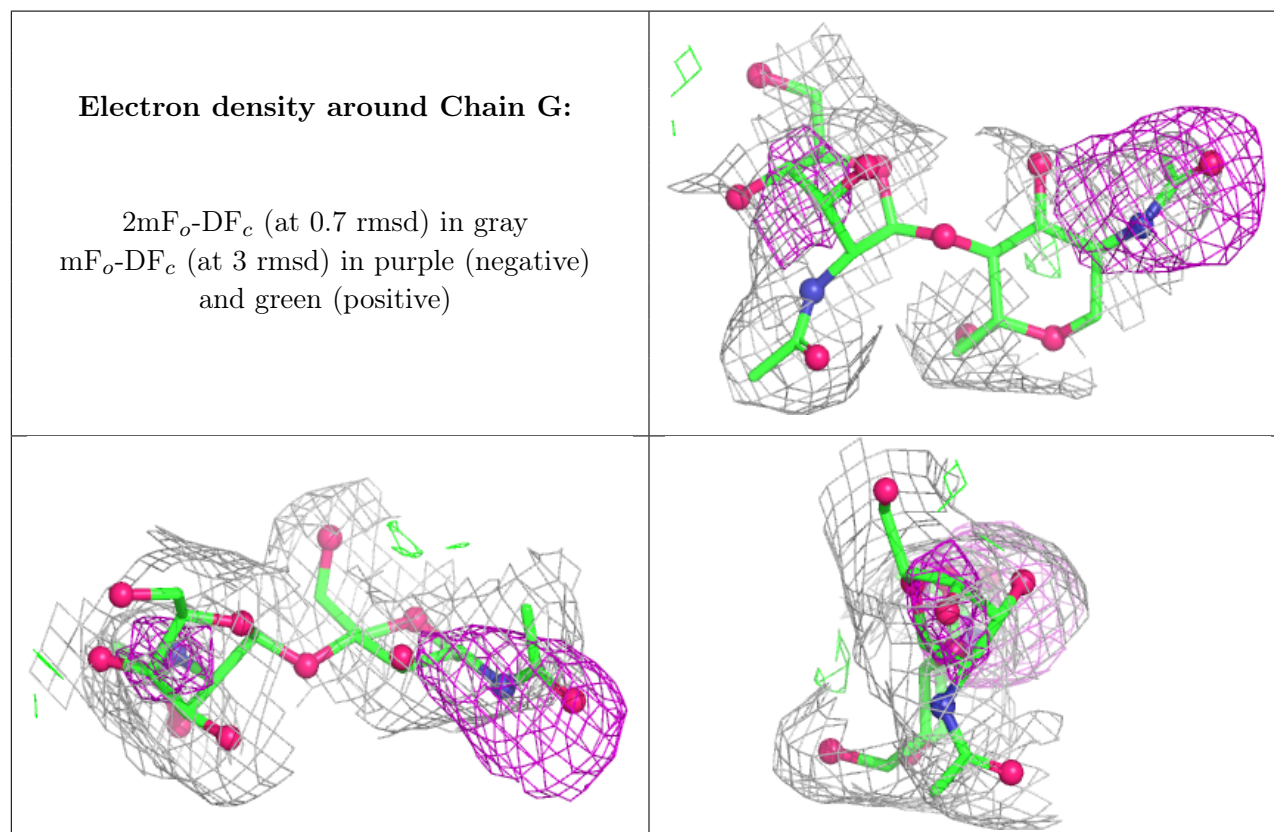 Electron density around Chain G:
2mFo-DFc (at 0.7 rmsd) in gray
mFo-DFc (at 3 rmsd) in purple (negative)
and green (positive)